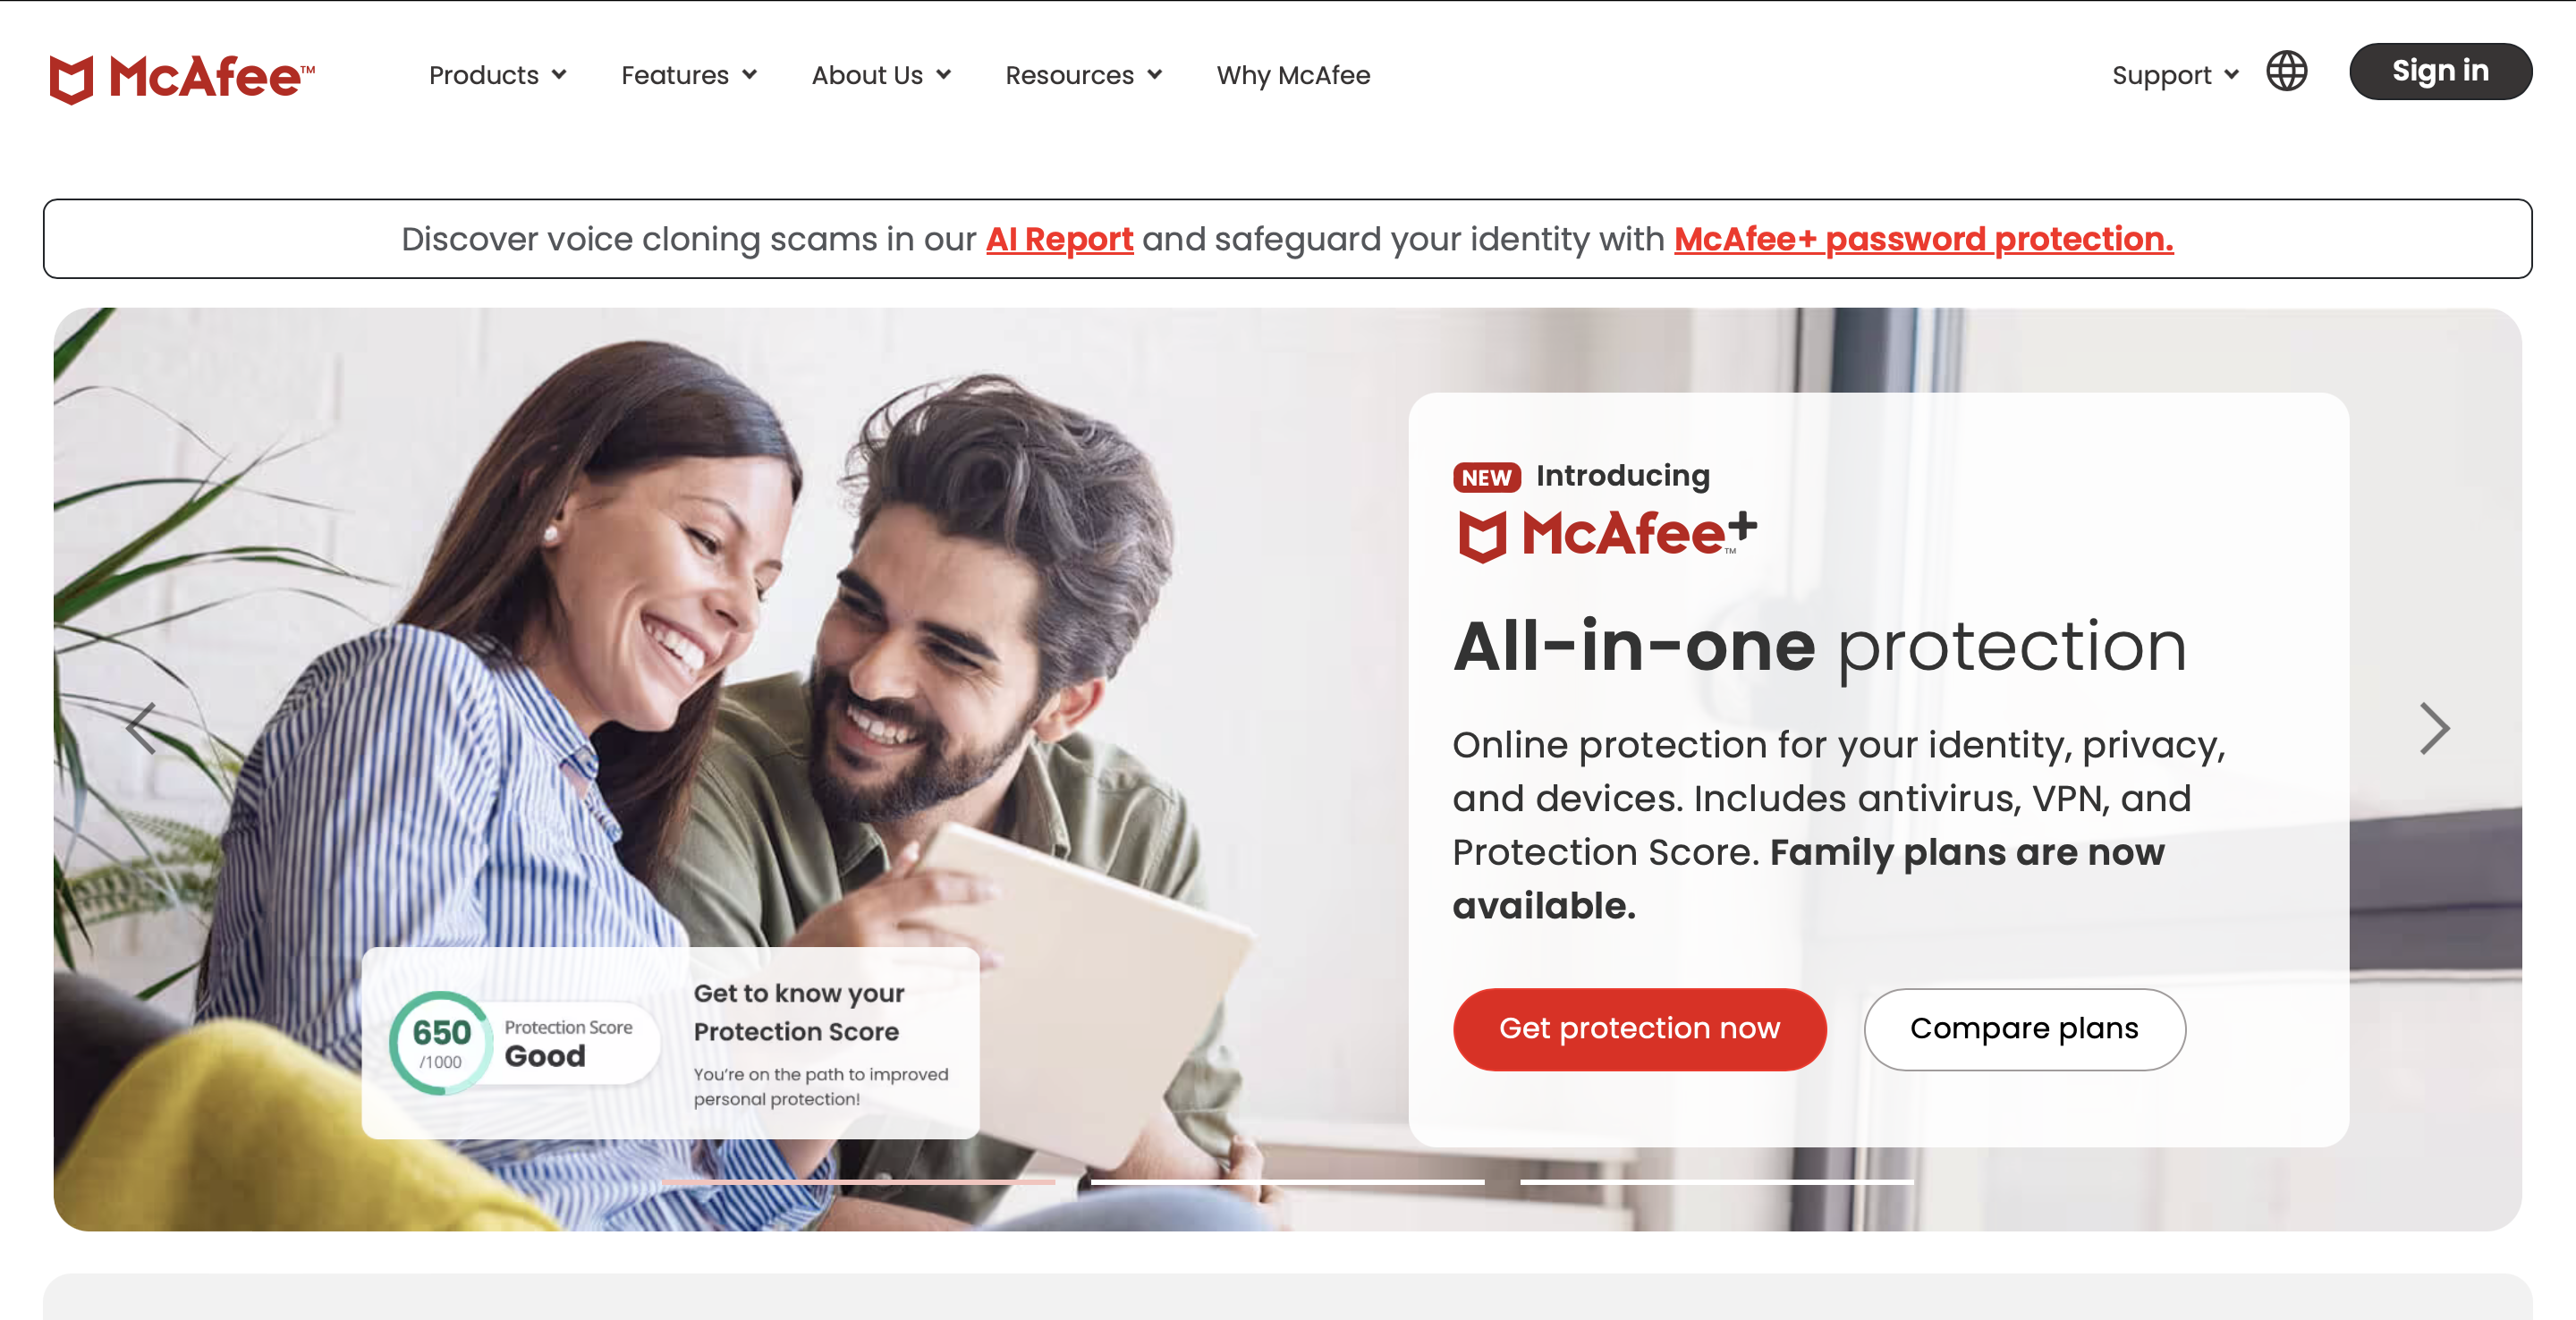 McAfee™
Products
Features
About Us
Resources
Why McAfee
Support
Sign in
Discover voice cloning scams in our AI Report and safeguard your identity with McAfee+ password protection.
NEW Introducing
McAfee+™
All-in-one protection
Online protection for your identity, privacy,
and devices. Includes antivirus, VPN, and
Protection Score. Family plans are now
available.
Get protection now
Compare plans
650
/1000
Protection Score
Good
Get to know your
Protection Score
You're on the path to improved
personal protection!